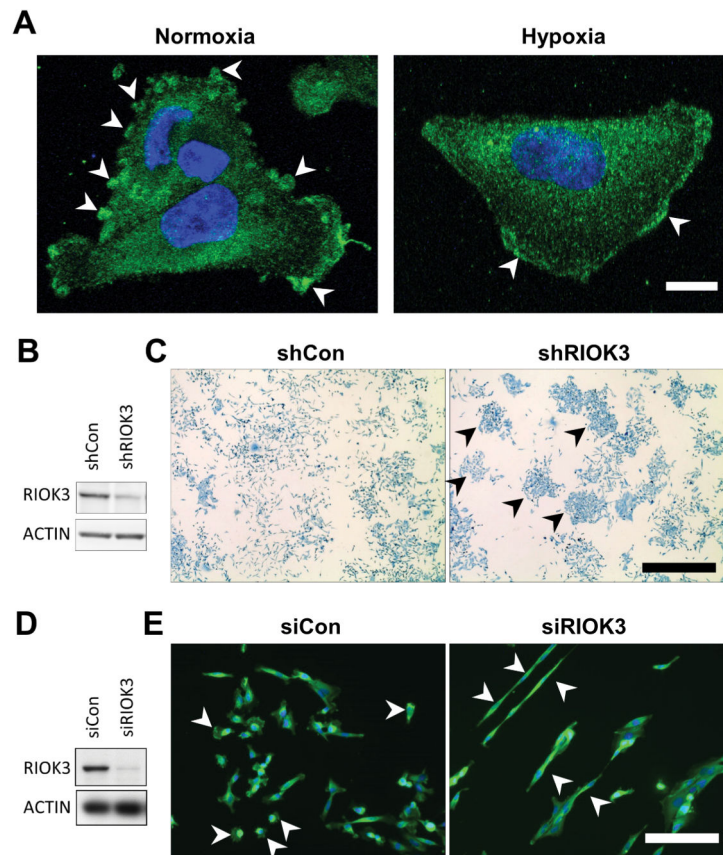 A
Normoxia Hypoxia
B
shCon shRIOK3
RIOK3
ACTIN
C
shCon shRIOK3
D
siCon siRIOK3
RIOK3
ACTIN
E
siCon siRIOK3